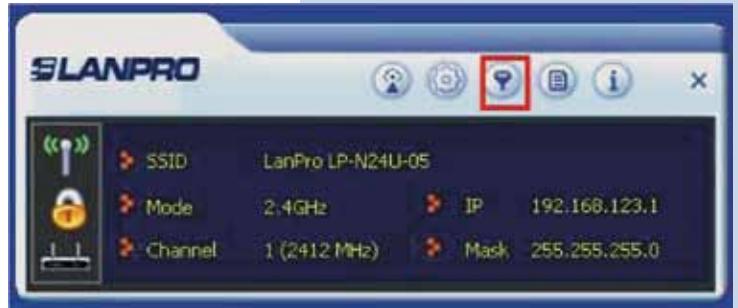 LANPRO
SSID LanPro LP-N24U-05
Mode 2.4GHz IP 192.168.123.1
Channel 1 (2412 MHz) Mask 255.255.255.0